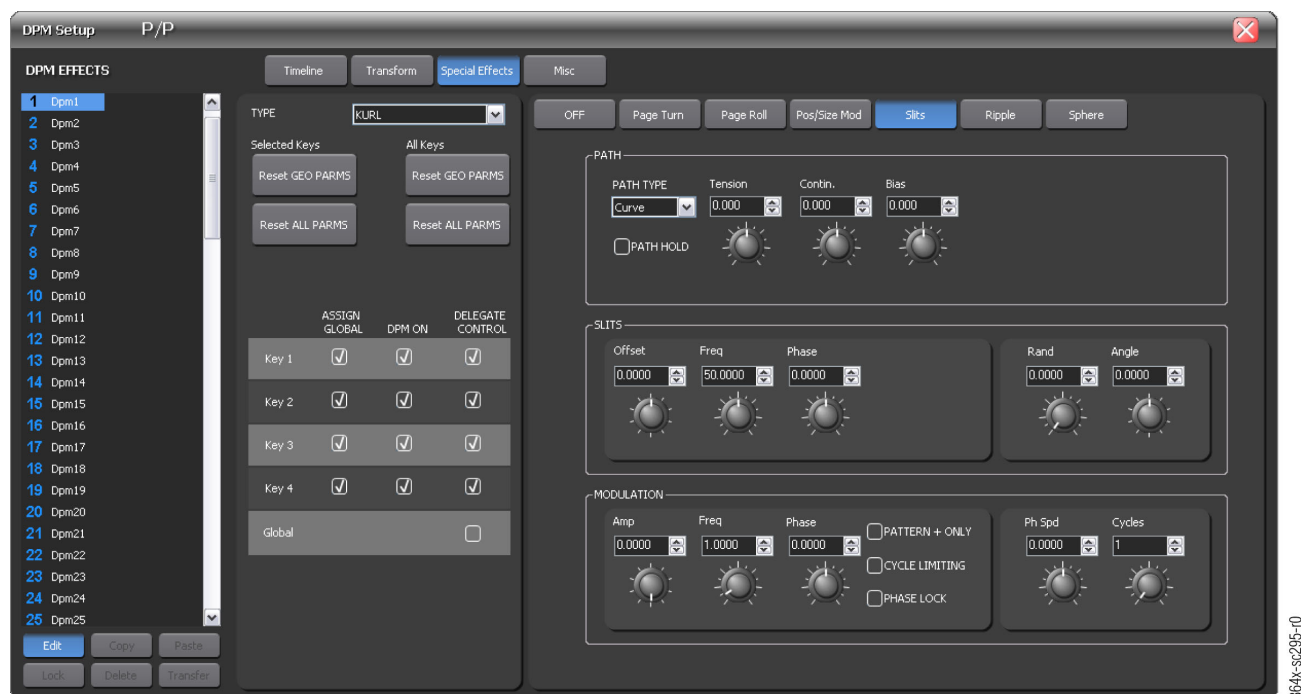 DPM Setup P/P
DPM EFFECTS
Timeline Transform Special Effects Misc
1 Dpm1
2 Dpm2
3 Dpm3
4 Dpm4
5 Dpm5
6 Dpm6
7 Dpm7
8 Dpm8
9 Dpm9
10 Dpm10
11 Dpm11
12 Dpm12
13 Dpm13
14 Dpm14
15 Dpm15
16 Dpm16
17 Dpm17
18 Dpm18
19 Dpm19
20 Dpm20
21 Dpm21
22 Dpm22
23 Dpm23
24 Dpm24
25 Dpm25
Edit Copy Paste
Lock Delete Transfer
TYPE KURL
Selected Keys All Keys
Reset GEO PARMS Reset GEO PARMS
Reset ALL PARMS Reset ALL PARMS
ASSIGN GLOBAL DPM ON DELEGATE CONTROL
Key 1
Key 2
Key 3
Key 4
Global
OFF Page Turn Page Roll Pos/Size Mod Slits Ripple Sphere
PATH
PATH TYPE Tension Contin. Bias
Curve 0.000 0.000 0.000
PATH HOLD
SLITS
Offset Freq Phase Rand Angle
0.0000 50.0000 0.0000 0.0000 0.0000
MODULATION
Amp Freq Phase Ph Spd Cycles
0.0000 1.0000 0.0000 0.0000 1
PATTERN + ONLY
CYCLE LIMITING
PHASE LOCK